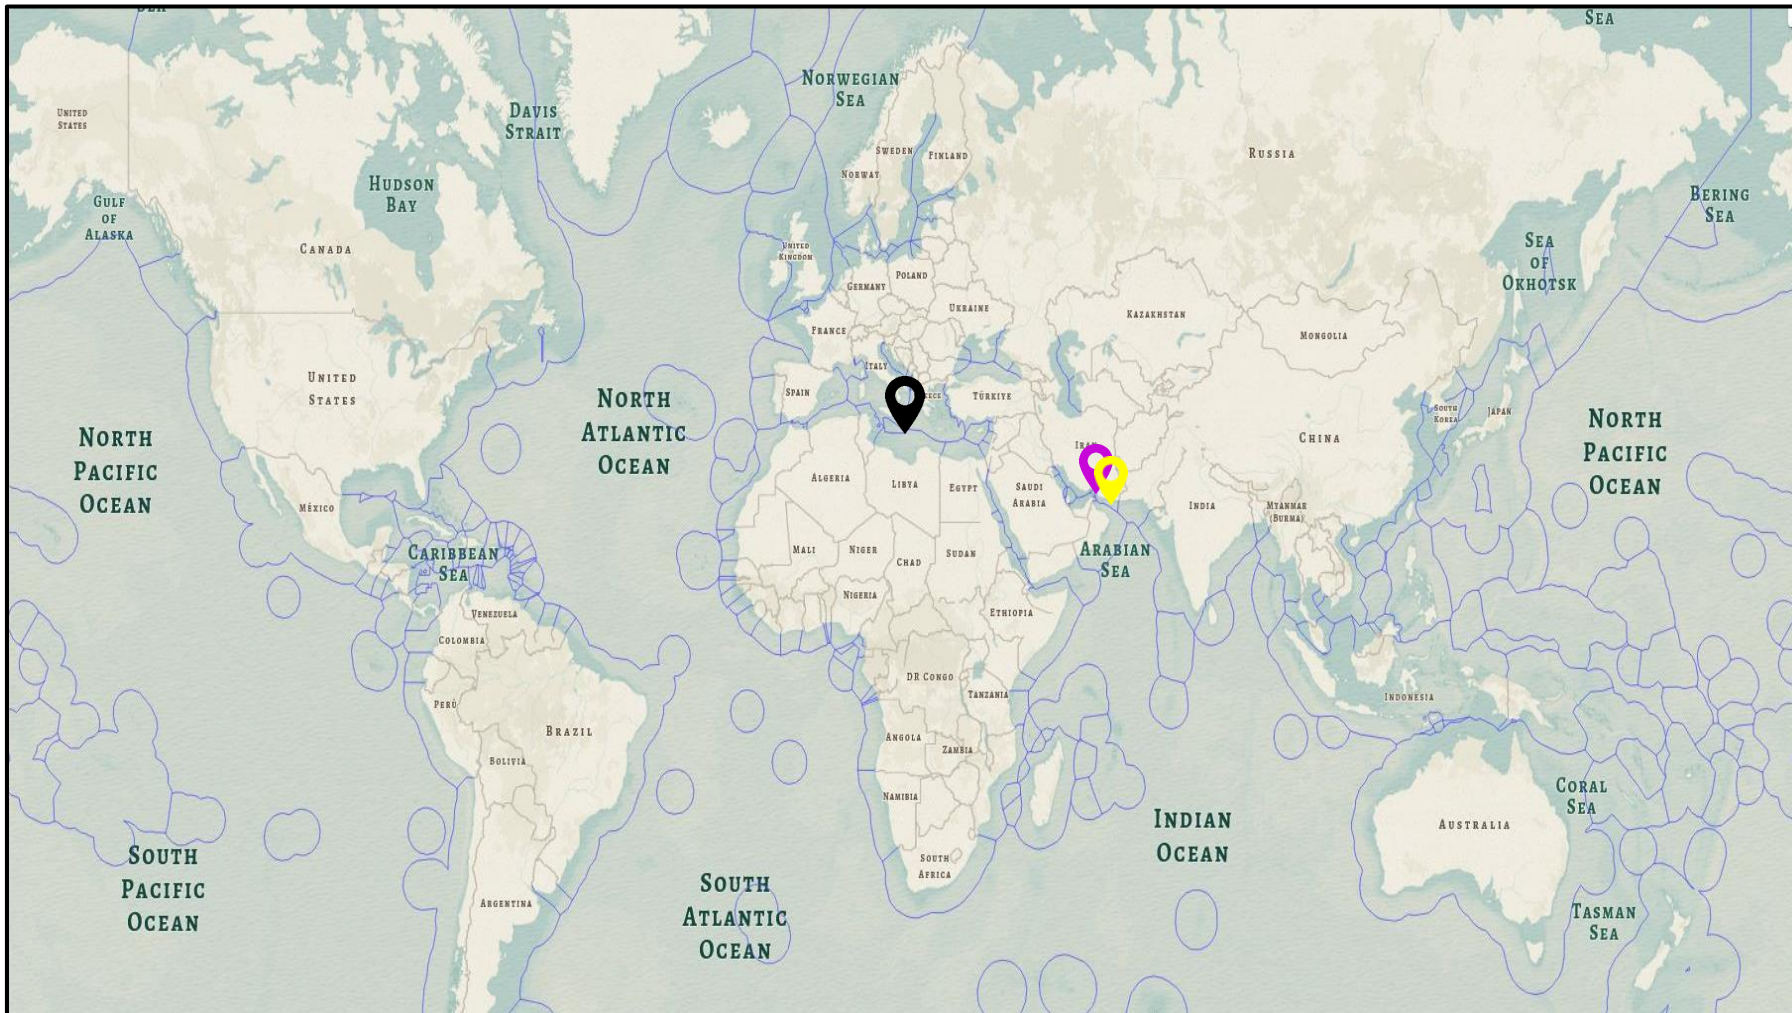 SEA
SEA
NORWEGIAN
SEA
DAVIS
STRAIT
UNITED
STATES
HUDSON
BAY
GULF
OF
ALASKA
CANADA
SWEDEN
FINLAND
NORWAY
RUSSIA
BERING
SEA
SEA
OF
OKHOTSK
UNITED
KINGDOM
POLAND
GERMANY
UKRAINE
FRANCE
KAZAKHSTAN
MONGOLIA
ITALY
UNITED
STATES
SPAIN
TÜRKIYE
SOUTH
KOREA
JAPAN
NORTH
ATLANTIC
OCEAN
NORTH
PACIFIC
OCEAN
NORTH
PACIFIC
OCEAN
CHINA
IRAN
ALGERIA
LIBYA
EGYPT
SAUDI
ARABIA
INDIA
MYANMAR
(BURMA)
MÉXICO
CARIBBEAN
SEA
MALI
NIGER
CHAD
SUDAN
ARABIAN
SEA
NIGERIA
ETHIOPIA
VENEZUELA
COLOMBIA
DR CONGO
TANZANIA
INDONESIA
PERÚ
BRAZIL
ANGOLA
ZAMBIA
BOLIVIA
NAMIBIA
CORAL
SEA
INDIAN
OCEAN
AUSTRALIA
SOUTH
PACIFIC
OCEAN
SOUTH
AFRICA
SOUTH
ATLANTIC
OCEAN
ARGENTINA
TASMAN
SEA